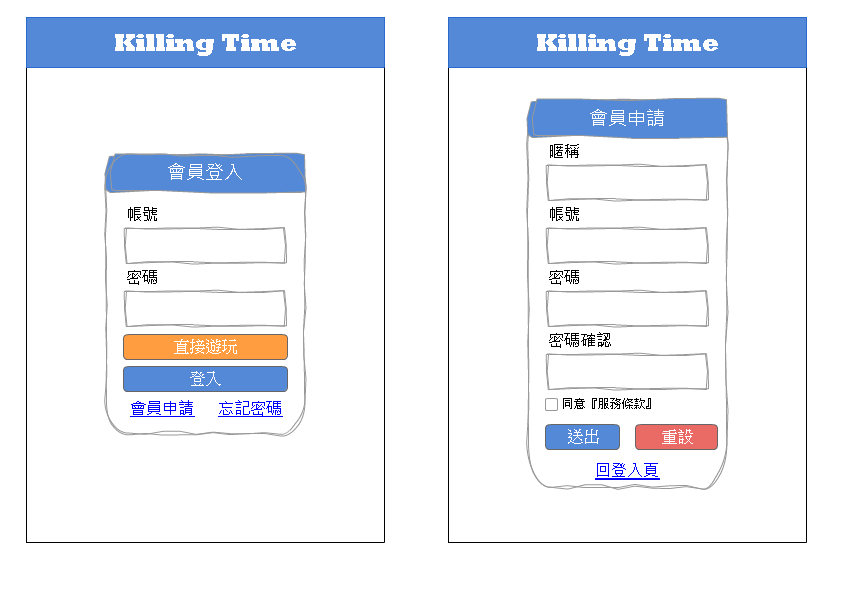 Killing Time
會員登入
帳號
密碼
直接遊玩
登入
會員申請 忘記密碼
Killing Time
會員申請
暱稱
帳號
密碼
密碼確認
同意『服務條款』
送出 重設
回登入頁